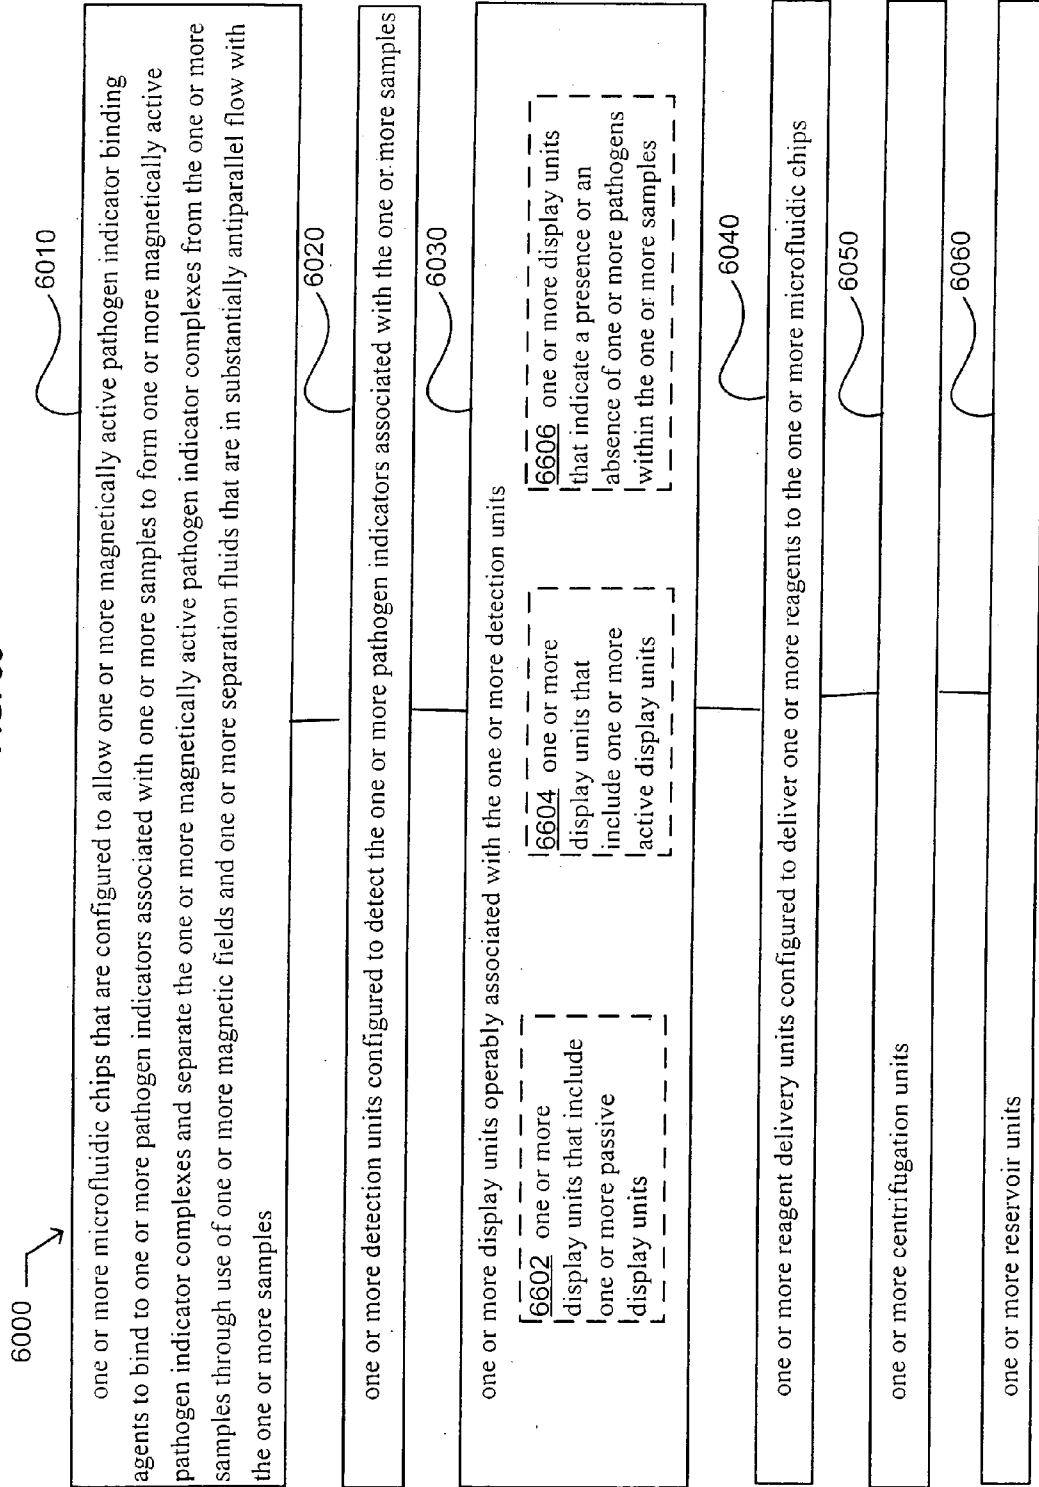 6000
6010
one or more microfluidic chips that are configured to allow one or more magnetically active pathogen indicator binding
agents to bind to one or more pathogen indicators associated with one or more samples to form one or more magnetically active
pathogen indicator complexes and separate the one or more magnetically active pathogen indicator complexes from the one or more
samples through use of one or more magnetic fields and one or more separation fluids that are in substantially antiparallel flow with
the one or more samples
6020
one or more detection units configured to detect the one or more pathogen indicators associated with the one or more samples
6030
one or more display units operably associated with the one or more detection units
6602 one or more
display units that include
one or more passive
display units
6604 one or more
display units that
include one or more
active display units
6606 one or more display units
that indicate a presence or an
absence of one or more pathogens
within the one or more samples
6040
one or more reagent delivery units configured to deliver one or more reagents to the one or more microfluidic chips
6050
one or more centrifugation units
6060
one or more reservoir units